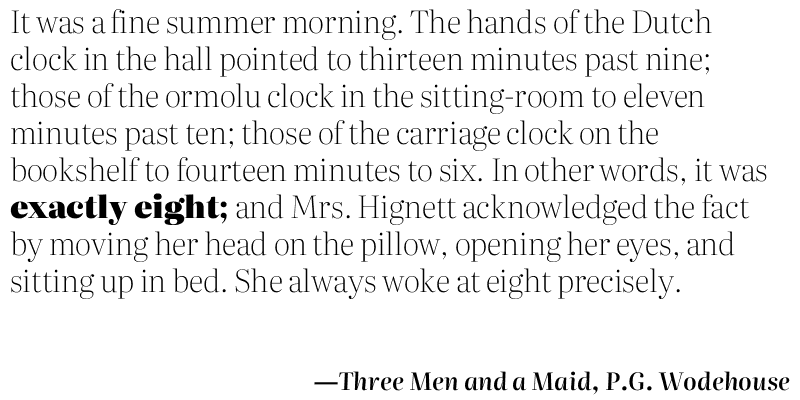 It was a fine summer morning. The hands of the Dutch
clock in the hall pointed to thirteen minutes past nine;
those of the ormolu clock in the sitting-room to eleven
minutes past ten; those of the carriage clock on the
bookshelf to fourteen minutes to six. In other words, it was
exactly eight; and Mrs. Hignett acknowledged the fact
by moving her head on the pillow, opening her eyes, and
sitting up in bed. She always woke at eight precisely.
—Three Men and a Maid, P.G. Wodehouse